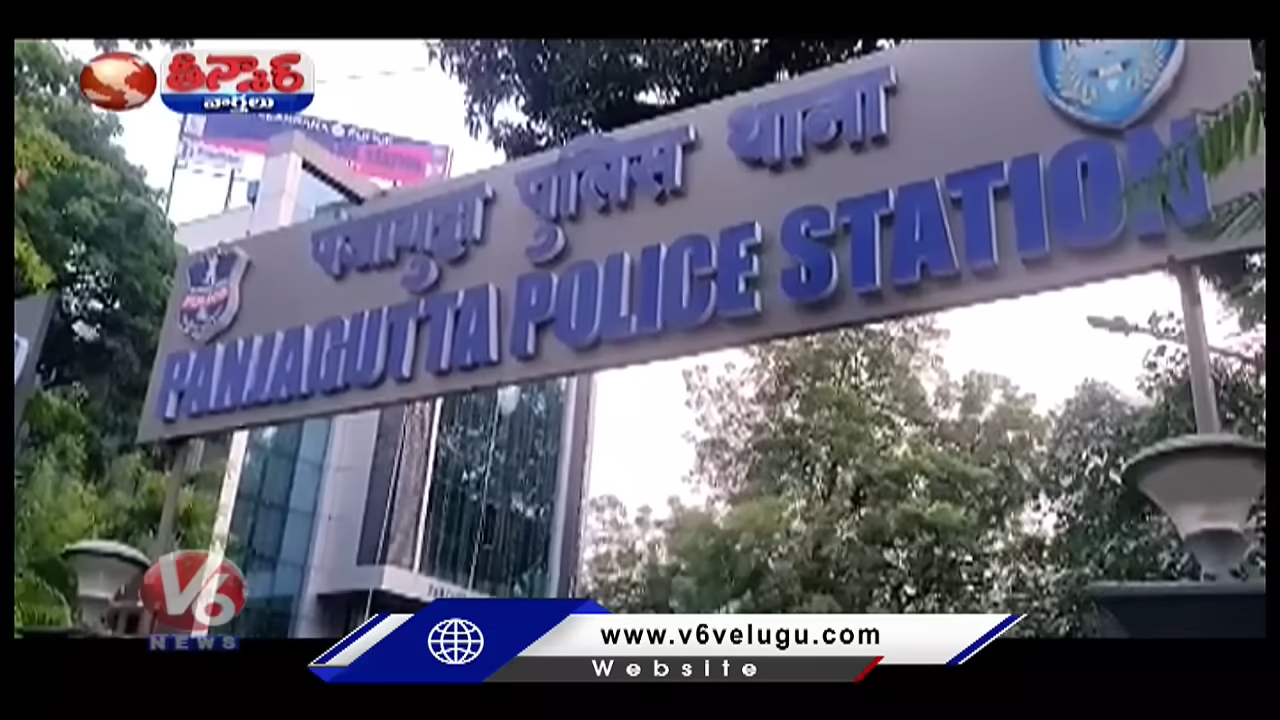 తీన్మార్
వార్తలు
पंजागुट्टा पुलिस थाना
PANJAGUTTA POLICE STATION
V6
NEWS
www.v6velugu.com
Website